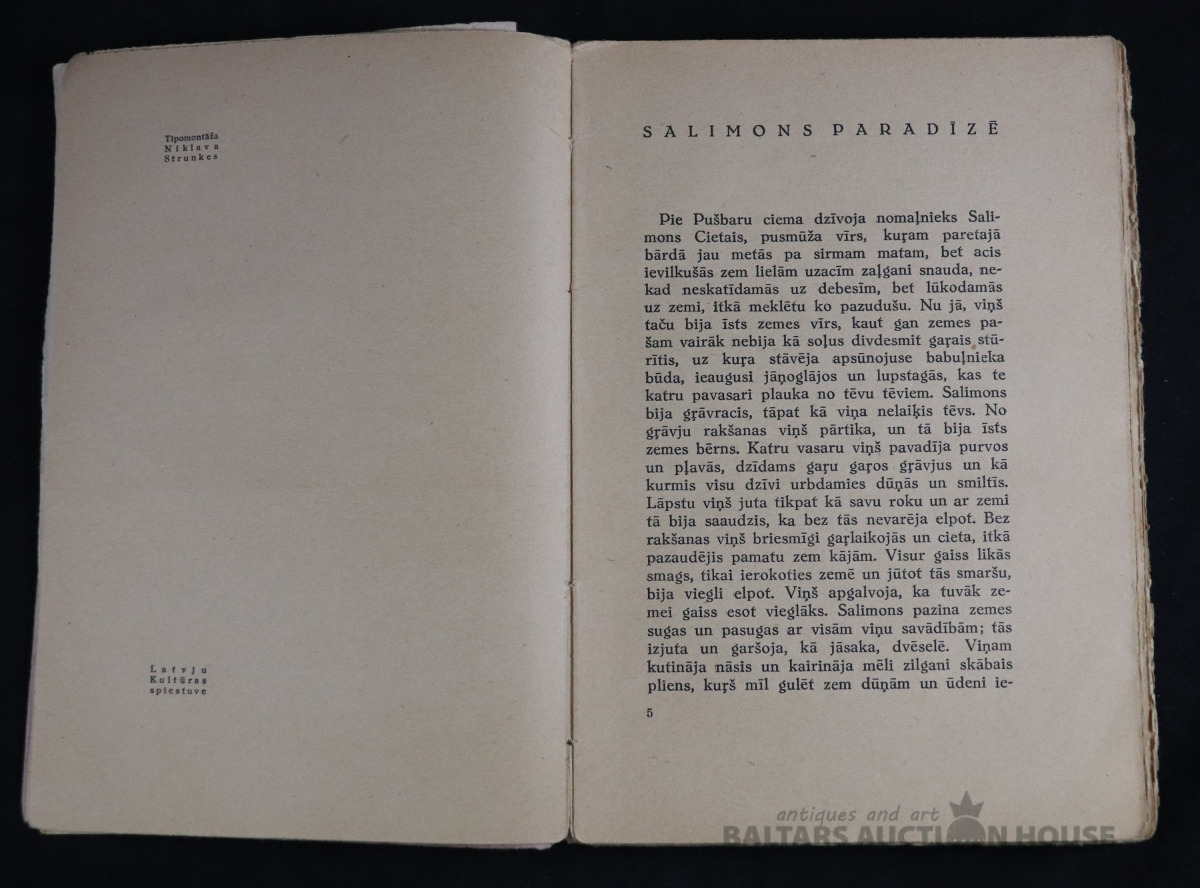 Tipomontāža
Niklava
Strunkes
Latvju
Kultūras
spiestuve
SALIMONS PARADĪZĒ
Pie Pušbaru ciema dzīvoja nomaļnieks Sali-
mons Cietais, pusmūža vīrs, kuŗam paretajā
bārdā jau metās pa sirmam matam, bet acis
ievilkušās zem lielām uzacīm zaļgani snauda, ne-
kad neskatīdamās uz debesīm, bet lūkodamās
uz zemi, itkā meklētu ko pazudušu. Nu jā, viņš
taču bija īsts zemes vīrs, kaut gan zemes pa-
šam vairāk nebija kā soļus divdesmit gaŗais stū-
rītis, uz kuŗa stāvēja apsūnojuse babuļnieka
būda, ieaugusi jāņoglājos un lupstagās, kas te
katru pavasari plauka no tēvu tēviem. Salimons
bija gŗāvracis, tāpat kā viņa nelaiķis tēvs. No
gŗāvju rakšanas viņš pārtika, un tā bija īsts
zemes bērns. Katru vasaru viņš pavadīja purvos
un pļavās, dzīdams gaŗu gaŗos gŗāvjus un kā
kurmis visu dzīvi urbdamies dūņās un smiltīs.
Lāpstu viņš juta tikpat kā savu roku un ar zemi
tā bija saaudzis, ka bez tās nevarēja elpot. Bez
rakšanas viņš briesmīgi gaŗlaikojās un cieta, itkā
pazaudējis pamatu zem kājām. Visur gaiss likās
smags, tikai ierokoties zemē un jūtot tās smaršu,
bija viegli elpot. Viņš apgalvoja, ka tuvāk ze-
mei gaiss esot vieglāks. Salimons pazina zemes
sugas un pasugas ar visām viņu savādībām; tās
izjuta un garšoja, kā jāsaka, dvēselē. Viņam
kutināja nāsis un kairināja mēli zilgani skābais
pliens, kuŗš mīl gulēt zem dūņām un ūdeni ie-
5
antiques and art
BALTARS AUCTION HOUSE